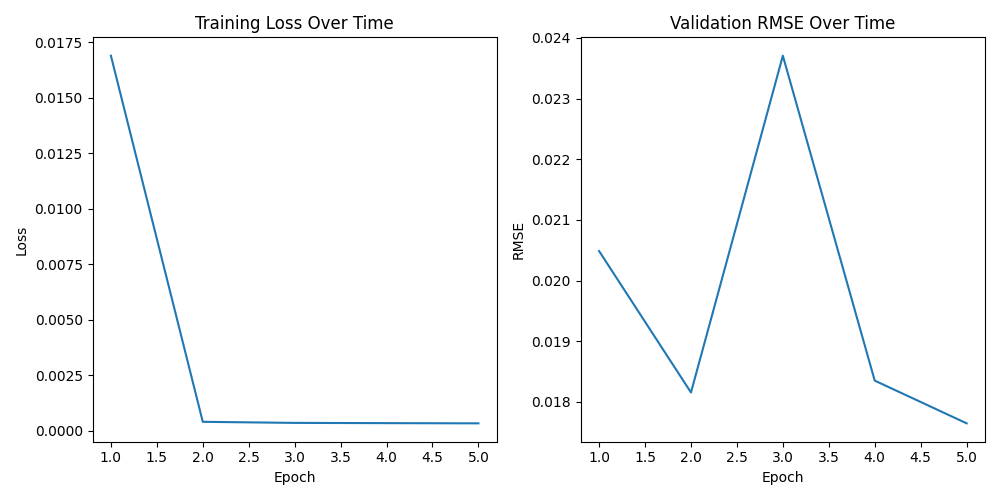 Training Loss Over Time
0.0175
0.0150
0.0125
0.0100
0.0075
0.0050
0.0025
0.0000
Loss
1.0 1.5 2.0 2.5 3.0 3.5 4.0 4.5 5.0
Epoch
Validation RMSE Over Time
0.024
0.023
0.022
0.021
0.020
0.019
0.018
RMSE
1.0 1.5 2.0 2.5 3.0 3.5 4.0 4.5 5.0
Epoch